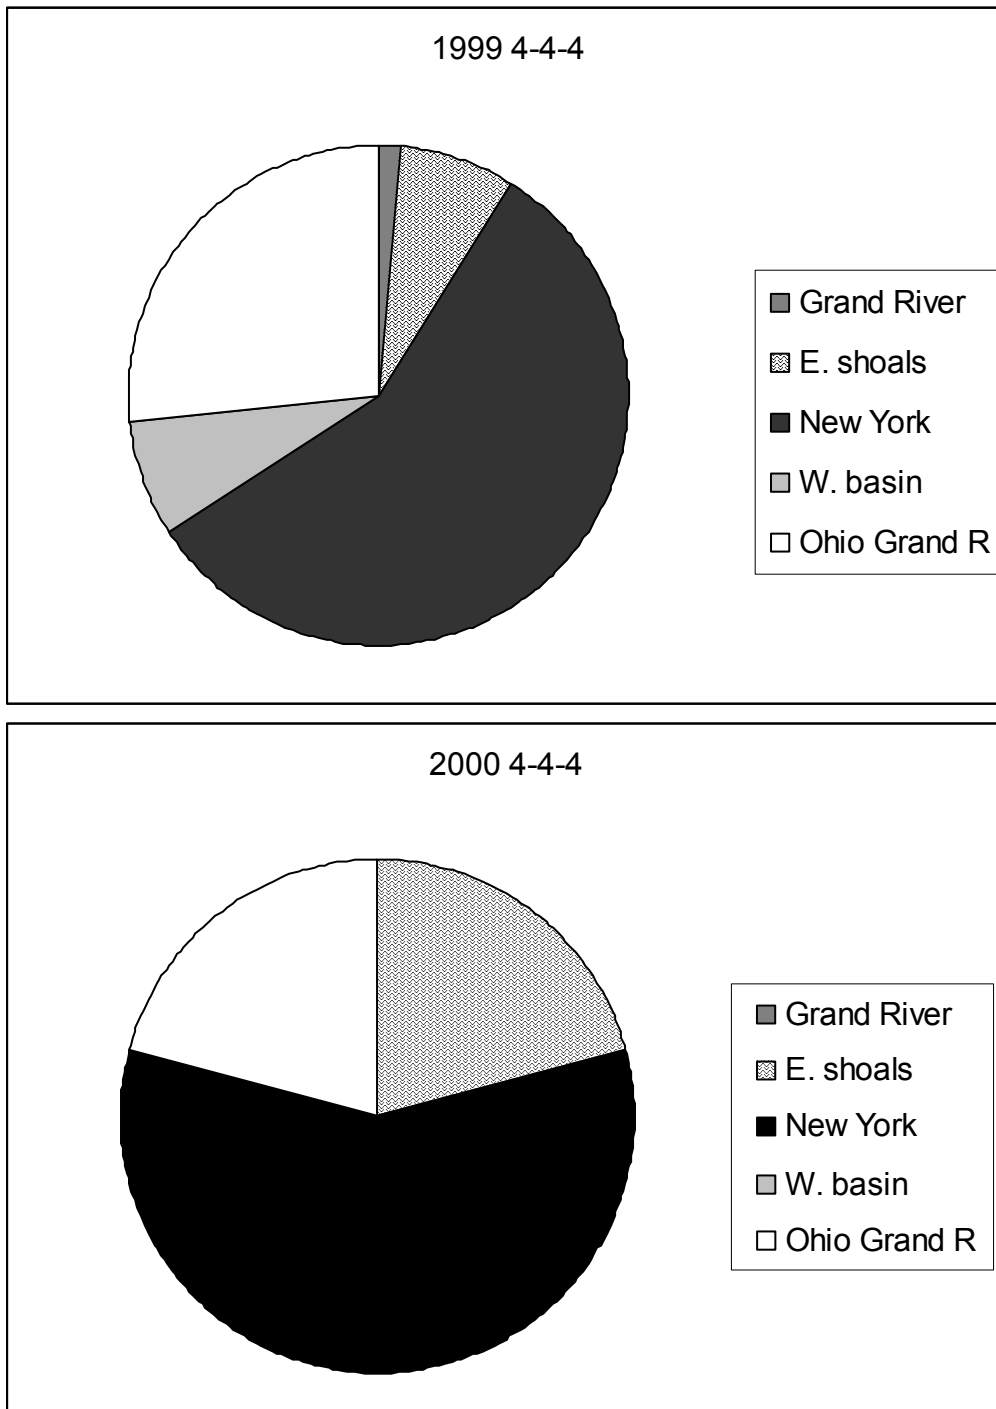 1999 4-4-4
Grand River
E. shoals
New York
W. basin
Ohio Grand R
2000 4-4-4
Grand River
E. shoals
New York
W. basin
Ohio Grand R